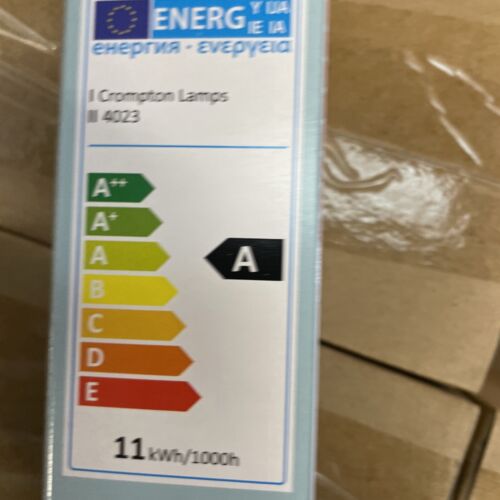 ENERG Y IJA
IE IA
енергия · ενεργεια
I Crompton Lamps
II 4023
A++
A+
A
A
B
C
D
E
11 kWh/1000h